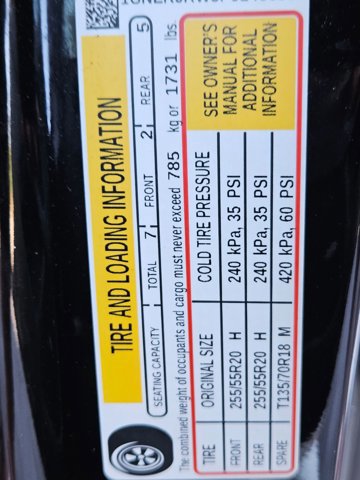 TIRE AND LOADING INFORMATION
SEATING CAPACITY TOTAL 7 FRONT 2 REAR 5
The combined weight of occupants and cargo must never exceed 785 kg or 1731 lbs.
TIRE ORIGINAL SIZE COLD TIRE PRESSURE
FRONT 255/55R20 H 240 kPa, 35 PSI
REAR 255/55R20 H 240 kPa, 35 PSI
SPARE T135/70R18 M 420 kPa, 60 PSI
SEE OWNER'S
MANUAL FOR
ADDITIONAL
INFORMATION